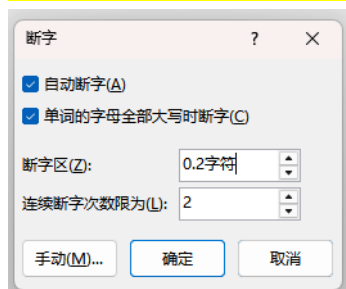 断字 ? ×
自动断字(A)
单词的字母全部大写时断字(C)
断字区(Z): 0.2字符
连续断字次数限为(L): 2
手动(M)... 确定 取消